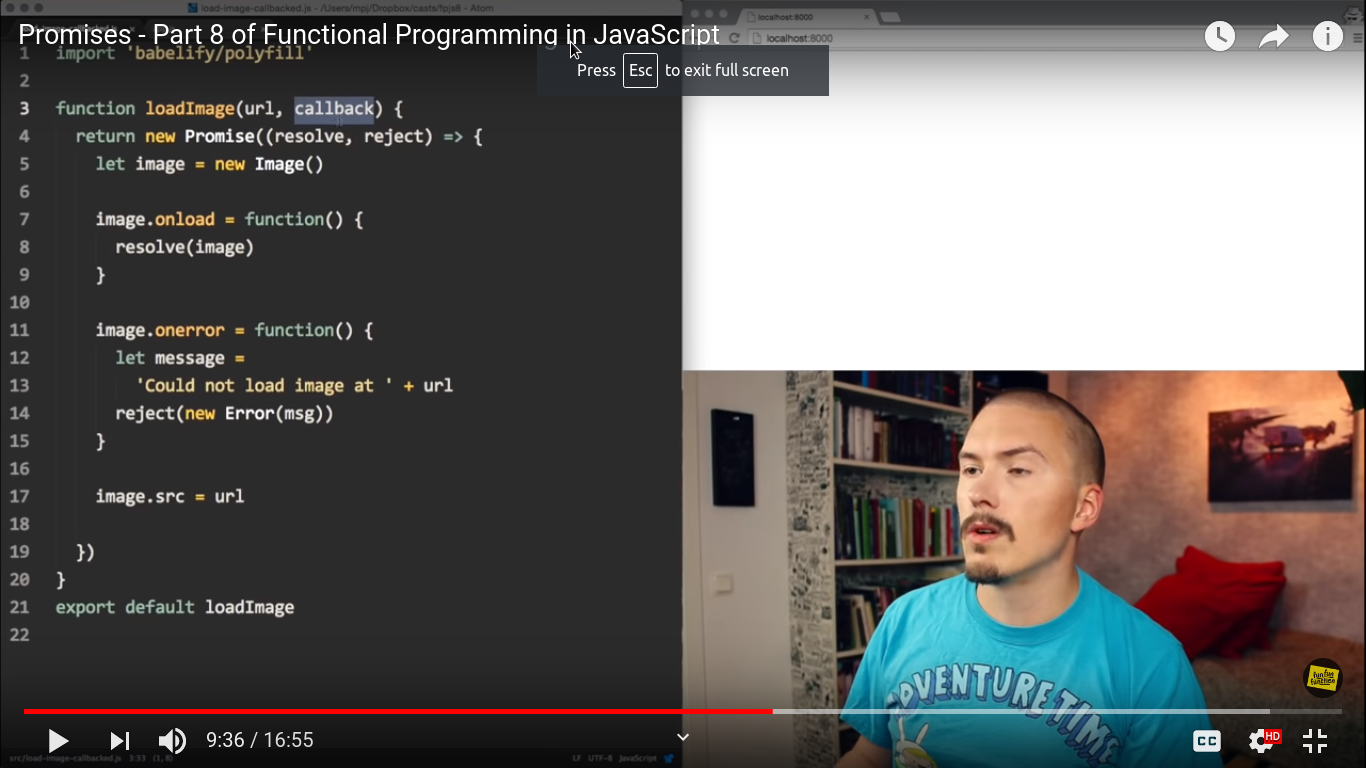 load-image-callbacked.js - /Users/mpj/Dropbox/casts/fpjs8 - Atom
localhost:8000
Promises - Part 8 of Functional Programming in JavaScript
localhost:8000
Press Esc to exit full screen
1 import 'babelify/polyfill'
2
3 function loadImage(url, callback) {
4 return new Promise((resolve, reject) => {
5 let image = new Image()
6
7 image.onload = function() {
8 resolve(image)
9 }
10
11 image.onerror = function() {
12 let message =
13 'Could not load image at ' + url
14 reject(new Error(msg))
15 }
16
17 image.src = url
18
19 })
20 }
21 export default loadImage
22
ADVENTURE TIME
fun fun function
9:36 / 16:55
CC
HD
src/load-image-callbacked.js 3:33 (1, 8) LF UTF-8 JavaScript